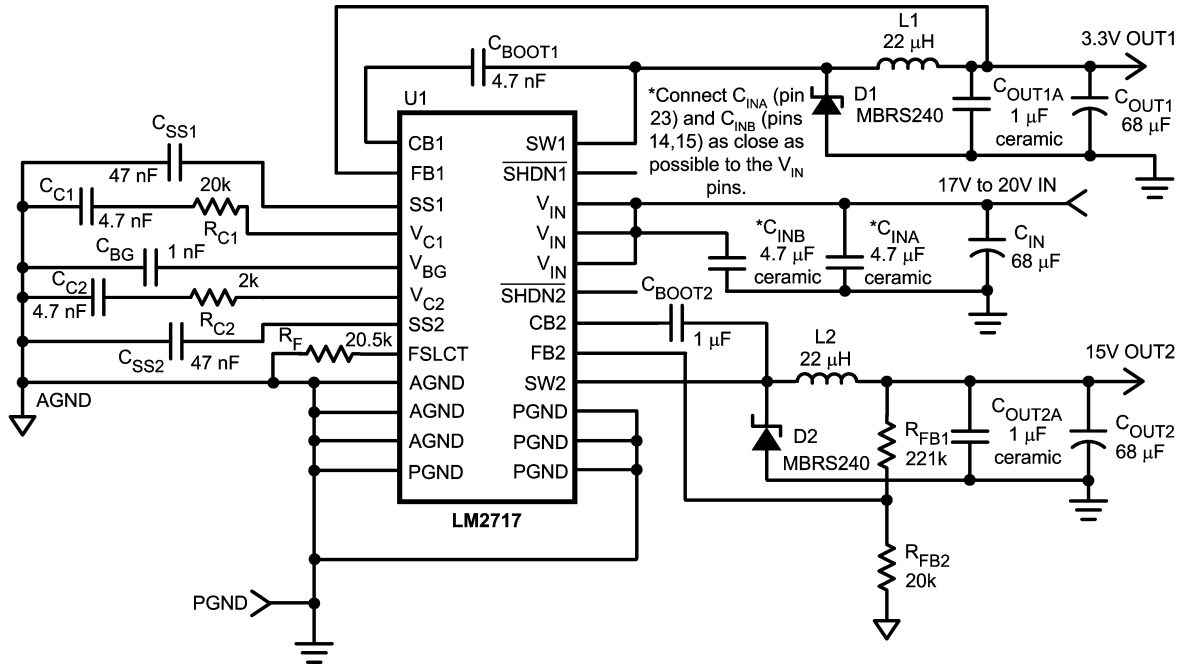 L1
22 µH
3.3V OUT1
CBOOT1
4.7 nF
U1
*Connect CINA (pin
23) and CINB (pins
14,15) as close as
possible to the VIN
pins.
D1
MBRS240
COUT1A
1 µF
ceramic
COUT1
68 µF
CSS1
47 nF
CC1
4.7 nF
20k
RC1
CBG
1 nF
CC2
4.7 nF
2k
RC2
CSS2
47 nF
RF
20.5k
AGND
CB1
FB1
SS1
VC1
VBG
VC2
SS2
FSLCT
AGND
AGND
AGND
PGND
SW1
SHDN1
VIN
VIN
VIN
SHDN2
CB2
FB2
SW2
PGND
PGND
PGND
LM2717
17V to 20V IN
*CINB
4.7 µF
ceramic
*CINA
4.7 µF
ceramic
CIN
68 µF
CBOOT2
1 µF
L2
22 µH
15V OUT2
D2
MBRS240
RFB1
221k
COUT2A
1 µF
ceramic
COUT2
68 µF
RFB2
20k
PGND